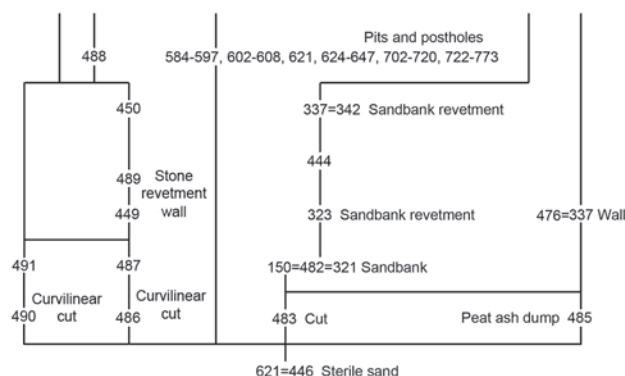 Pits and postholes
488
584-597, 602-608, 621, 624-647, 702-720, 722-773
450
337=342 Sandbank revetment
444
489
Stone
revetment
wall
449
323 Sandbank revetment
476=337 Wall
491
487
150=482=321 Sandbank
Curvilinear
cut
Curvilinear
cut
490
486
483 Cut
Peat ash dump 485
621=446 Sterile sand